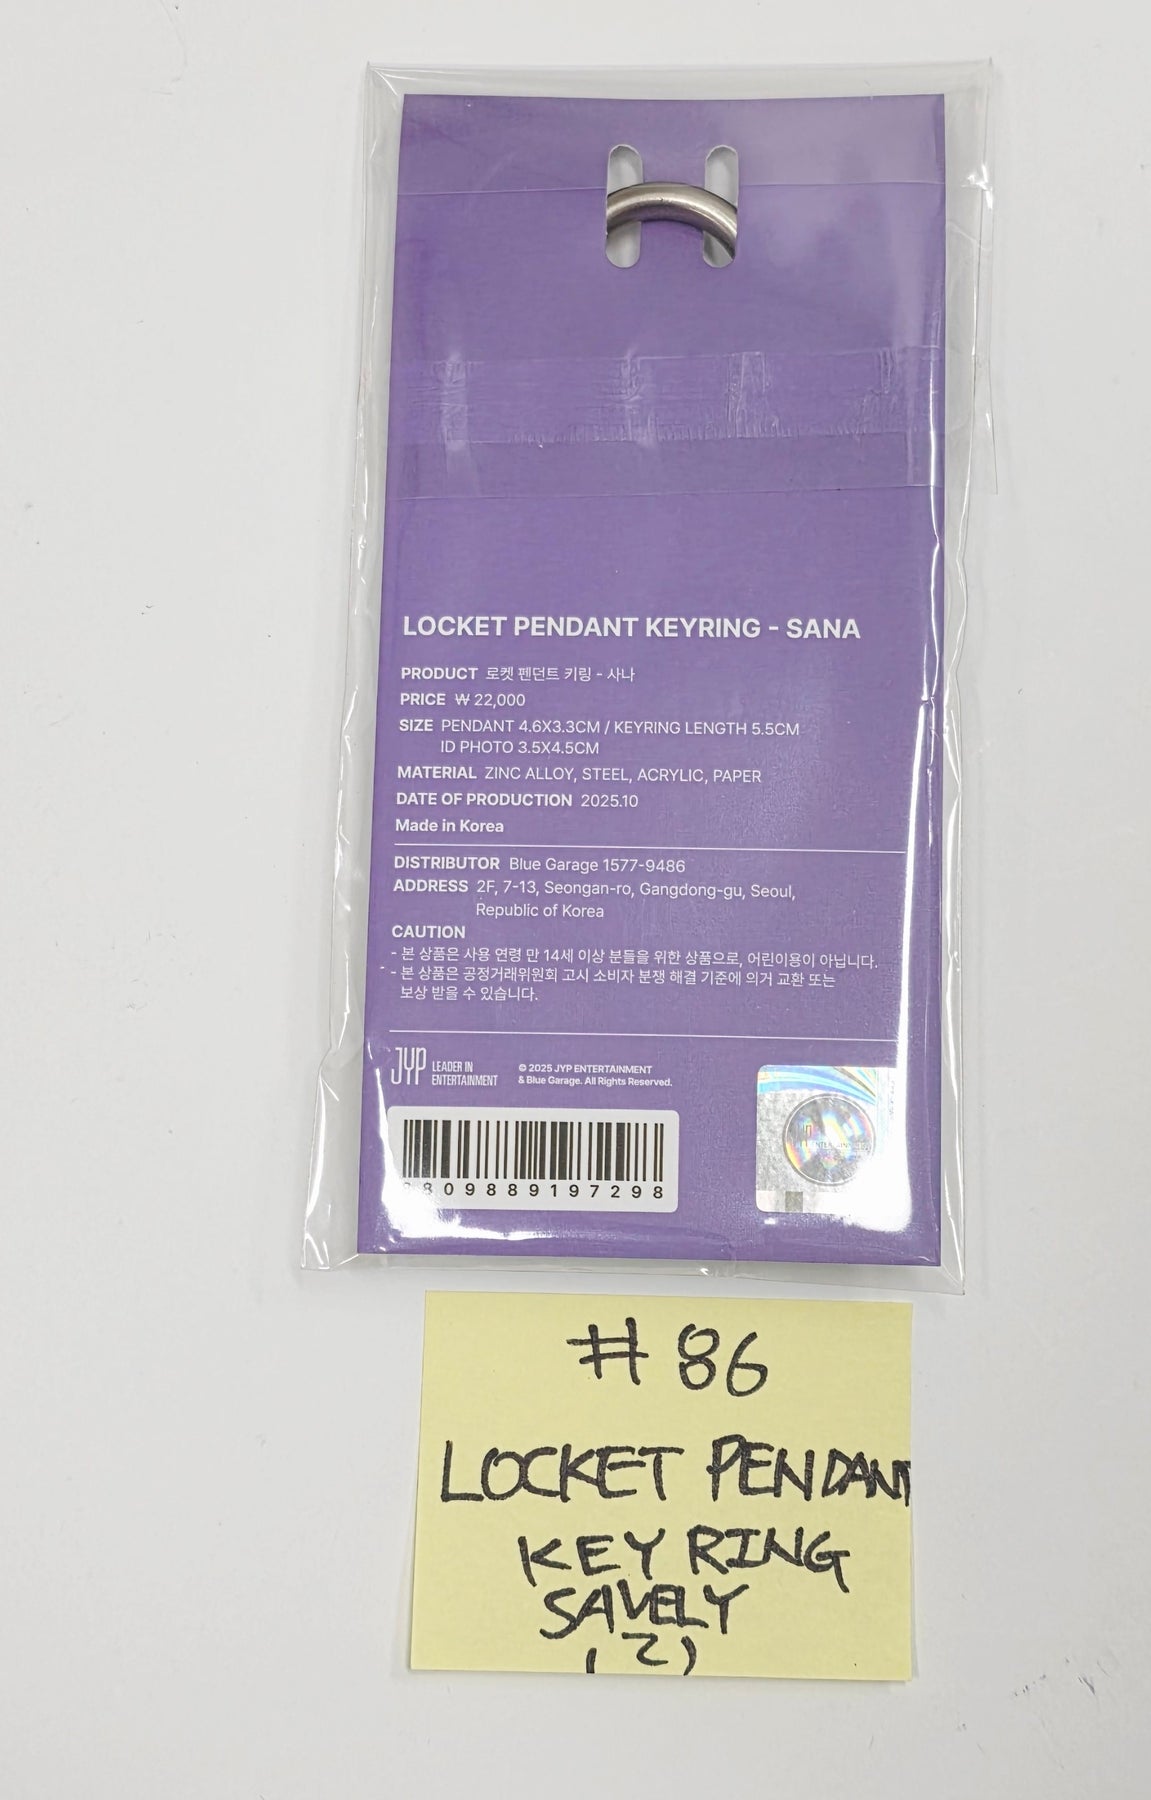 LOCKET PENDANT KEYRING - SANA
PRODUCT 로켓 펜던트 키링 - 사나
PRICE ₩ 22,000
SIZE PENDANT 4.6X3.3CM / KEYRING LENGTH 5.5CM
ID PHOTO 3.5X4.5CM
MATERIAL ZINC ALLOY, STEEL, ACRYLIC, PAPER
DATE OF PRODUCTION 2025.10
Made in Korea
DISTRIBUTOR Blue Garage 1577-9486
ADDRESS 2F, 7-13, Seongan-ro, Gangdong-gu, Seoul,
Republic of Korea
CAUTION
- 본 상품은 사용 연령 만 14세 이상 분들을 위한 상품으로, 어린이용이 아닙니다.
- 본 상품은 공정거래위원회 고시 소비자 분쟁 해결 기준에 의거 교환 또는
보상 받을 수 있습니다.
JYP LEADER IN
ENTERTAINMENT
© 2025 JYP ENTERTAINMENT
& Blue Garage. All Rights Reserved.
809889197298
#86
LOCKET PENDANT
KEY RING
SAVELY
(2)